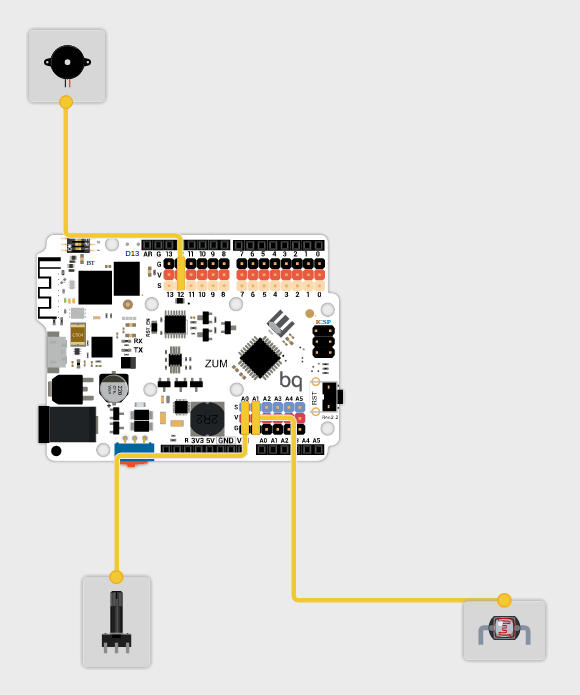 D13 AR G 13 11 10 9 8 7 6 5 4 3 2 1 0
BT
G G
V V
S S
13 12 11 10 9 8 7 6 5 4 3 2 1 0
ICSP
RX
TX
ZUM
bq
220
2R2
RST
A0 A1 A2 A3 A4 A5
S
V
G
R 3V3 5V GND V A0 A1 A2 A4 A5